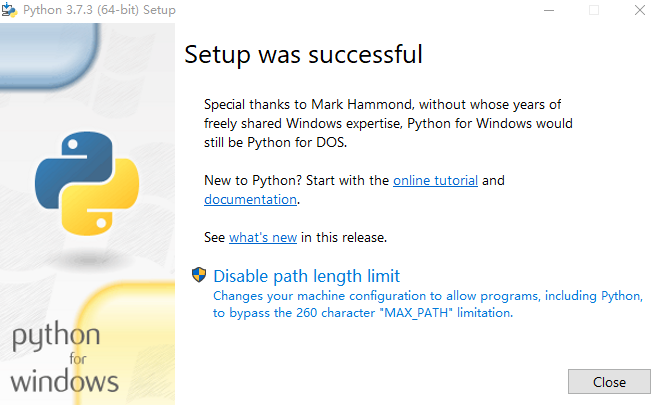 Python 3.7.3 (64-bit) Setup
Setup was successful
Special thanks to Mark Hammond, without whose years of
freely shared Windows expertise, Python for Windows would
still be Python for DOS.
New to Python? Start with the online tutorial and
documentation.
See what's new in this release.
Disable path length limit
Changes your machine configuration to allow programs, including Python,
to bypass the 260 character "MAX_PATH" limitation.
python
for
windows
Close